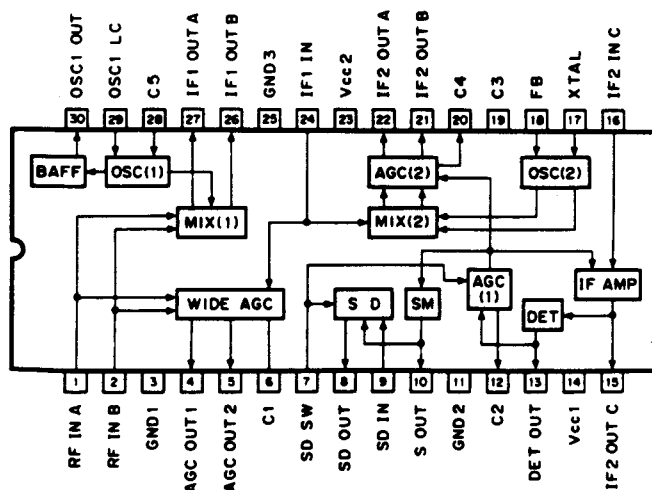 OSC1 OUT
OSC1 LC
C5
IF1 OUT A
IF1 OUT B
GND3
IF1 IN
Vcc2
IF2 OUT A
IF2 OUT B
C4
C3
FB
XTAL
IF2 IN C
30 29 28 27 26 25 24 23 22 21 20 19 18 17 16
BAFF OSC(1) AGC(2) OSC(2)
MIX(1) MIX(2)
WIDE AGC S D SM AGC (1) IF AMP
DET
1 2 3 4 5 6 7 8 9 10 11 12 13 14 15
RF IN A
RF IN B
GND1
AGC OUT1
AGC OUT2
C1
SD SW
SD OUT
SD IN
S OUT
GND2
C2
DET OUT
Vcc1
IF2 OUT C